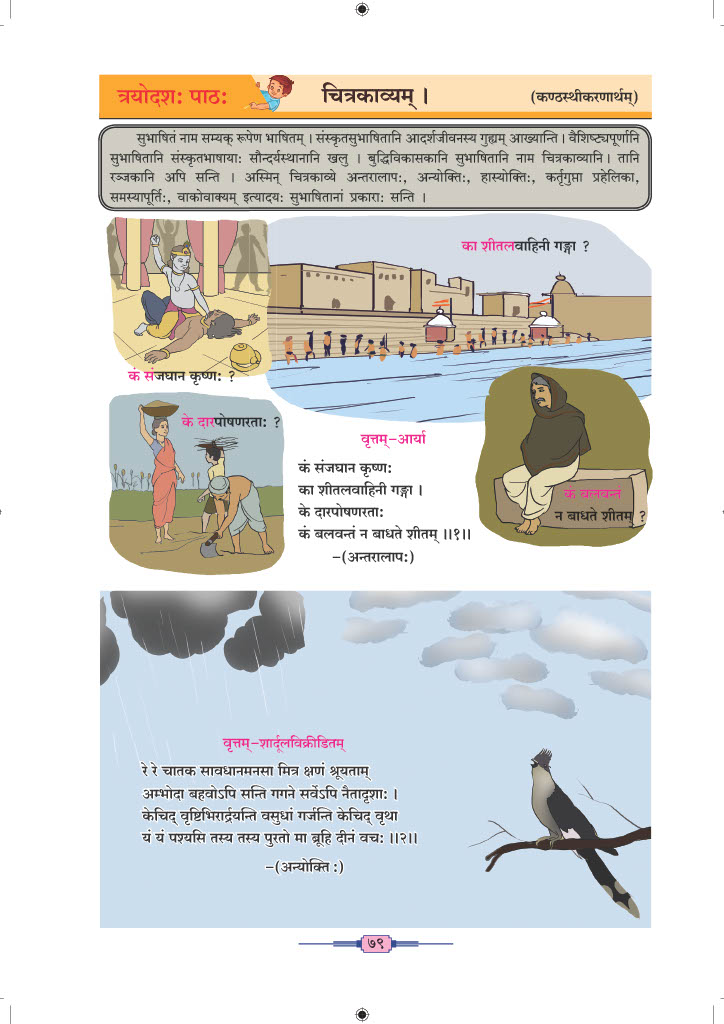 त्रयोदशः पाठः
चित्रकाव्यम् ।
(कण्ठस्थीकरणार्थम्)
सुभाषितं नाम सम्यक् रूपेण भाषितम् । संस्कृतसुभाषितानि आदर्शजीवनस्य गुह्यम् आख्यान्ति । वैशिष्ट्यपूर्णानि
सुभाषितानि संस्कृतभाषायाः सौन्दर्यस्थानानि खलु । बुद्धिविकासकानि सुभाषितानि नाम चित्रकाव्यानि । तानि
रञ्जकानि अपि सन्ति । अस्मिन् चित्रकाव्ये अन्तरालापः, अन्योक्तिः, हास्योक्तिः, कर्तृगुप्ता प्रहेलिका,
समस्यापूर्तिः, वाकोवाक्यम् इत्यादयः सुभाषितानां प्रकाराः सन्ति ।
का शीतलवाहिनी गङ्गा ?
कं संजघान कृष्णः ?
के दारपोषणरताः ?
कं बलवन्तं
न बाधते शीतम् ?
वृत्तम्-आर्या
कं संजघान कृष्णः
का शीतलवाहिनी गङ्गा ।
के दारपोषणरताः
कं बलवन्तं न बाधते शीतम् ॥१॥
-(अन्तरालापः)
वृत्तम्-शार्दूलविक्रीडितम्
रे रे चातक सावधानमनसा मित्र क्षणं श्रूयताम्
अम्भोदा बहवोऽपि सन्ति गगने सर्वेऽपि नैतादृशाः ।
केचिद् वृष्टिभिरार्द्रयन्ति वसुधां गर्जन्ति केचिद् वृथा
यं यं पश्यसि तस्य तस्य पुरतो मा ब्रूहि दीनं वचः ॥२॥
-(अन्योक्तिः)
७९